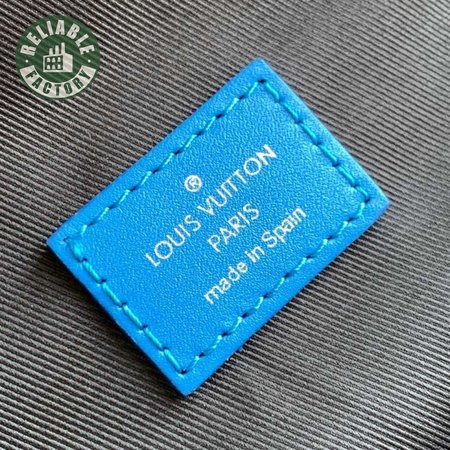 RELIABLE
FACTORY
®
LOUIS VUITTON
PARIS
made in Spain